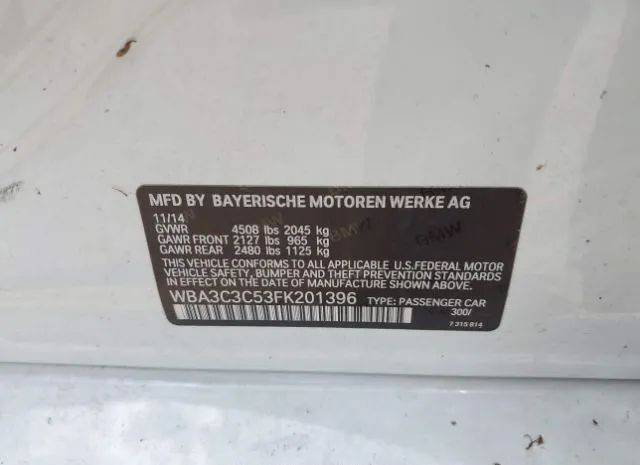 MFD BY BAYERISCHE MOTOREN WERKE AG
11/14
GVWR 4508 lbs 2045 kg
GAWR FRONT 2127 lbs 965 kg
GAWR REAR 2480 lbs 1125 kg
THIS VEHICLE CONFORMS TO ALL APPLICABLE U.S.FEDERAL MOTOR
VEHICLE SAFETY, BUMPER AND THEFT PREVENTION STANDARDS
IN EFFECT ON THE DATE OF MANUFACTURE SHOWN ABOVE.
WBA3C3C53FK201396 TYPE: PASSENGER CAR
300/
7 315 814
BMW
BMW